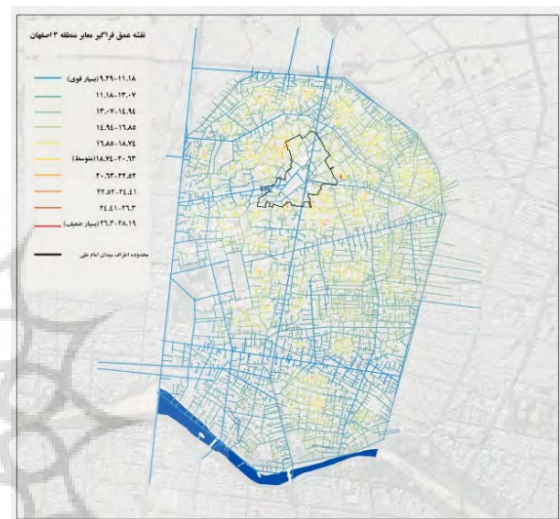 نقشه عمق فراگیر معابر منطقه ۳ اصفهان
۹.۲۹-۱۱.۱۸ (بسیار قوی)
۱۱.۱۸-۱۳.۰۷
۱۳.۰۷-۱۴.۹۴
۱۴.۹۴-۱۶.۸۵
۱۶.۸۵-۱۸.۷۴
۱۸.۷۴-۲۰.۶۳ (متوسط)
۲۰.۶۳-۲۲.۵۲
۲۲.۵۲-۲۴.۴۱
۲۴.۴۱-۲۶.۳
۲۶.۳-۲۸.۱۹ (بسیار ضعیف)
محدوده اطراف میدان امام علی